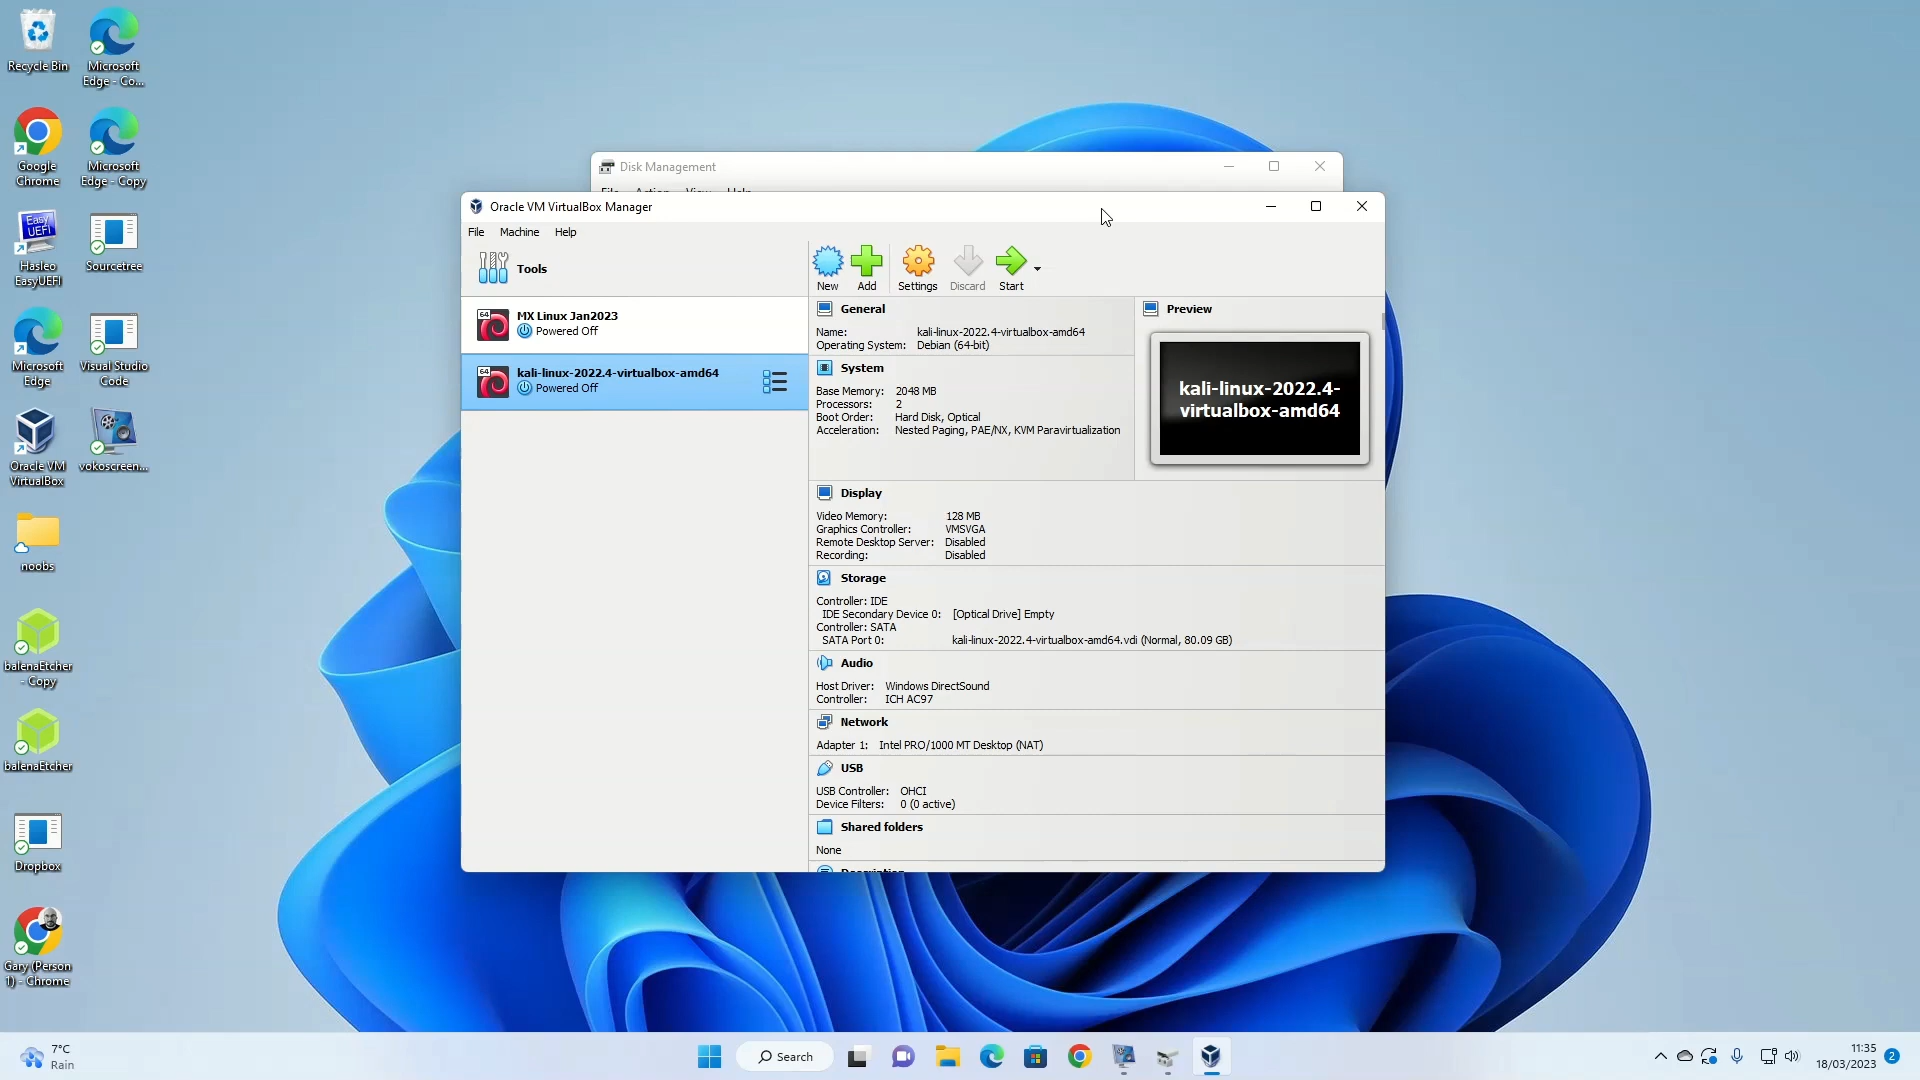 Recycle Bin
Microsoft
Edge - Co...
Google
Chrome
Microsoft
Edge - Copy
Hasleo
EasyUEFI
Sourcetree
Microsoft
Edge
Visual Studio
Code
Oracle VM
VirtualBox
vokoscreen...
noobs
balenaEtcher
- Copy
balenaEtcher
Dropbox
Gary (Person
1) - Chrome
Disk Management
File Action View Help
Oracle VM VirtualBox Manager
File Machine Help
Tools
New Add Settings Discard Start
64 MX Linux Jan2023
Powered Off
64 kali-linux-2022.4-virtualbox-amd64
Powered Off
General
Name: kali-linux-2022.4-virtualbox-amd64
Operating System: Debian (64-bit)
System
Base Memory: 2048 MB
Processors: 2
Boot Order: Hard Disk, Optical
Acceleration: Nested Paging, PAE/NX, KVM Paravirtualization
Preview
kali-linux-2022.4-
virtualbox-amd64
Display
Video Memory: 128 MB
Graphics Controller: VMSVGA
Remote Desktop Server: Disabled
Recording: Disabled
Storage
Controller: IDE
IDE Secondary Device 0: [Optical Drive] Empty
Controller: SATA
SATA Port 0: kali-linux-2022.4-virtualbox-amd64.vdi (Normal, 80.09 GB)
Audio
Host Driver: Windows DirectSound
Controller: ICH AC97
Network
Adapter 1: Intel PRO/1000 MT Desktop (NAT)
USB
USB Controller: OHCI
Device Filters: 0 (0 active)
Shared folders
None
Description
7°C
Rain
Search
11:35
18/03/2023
2